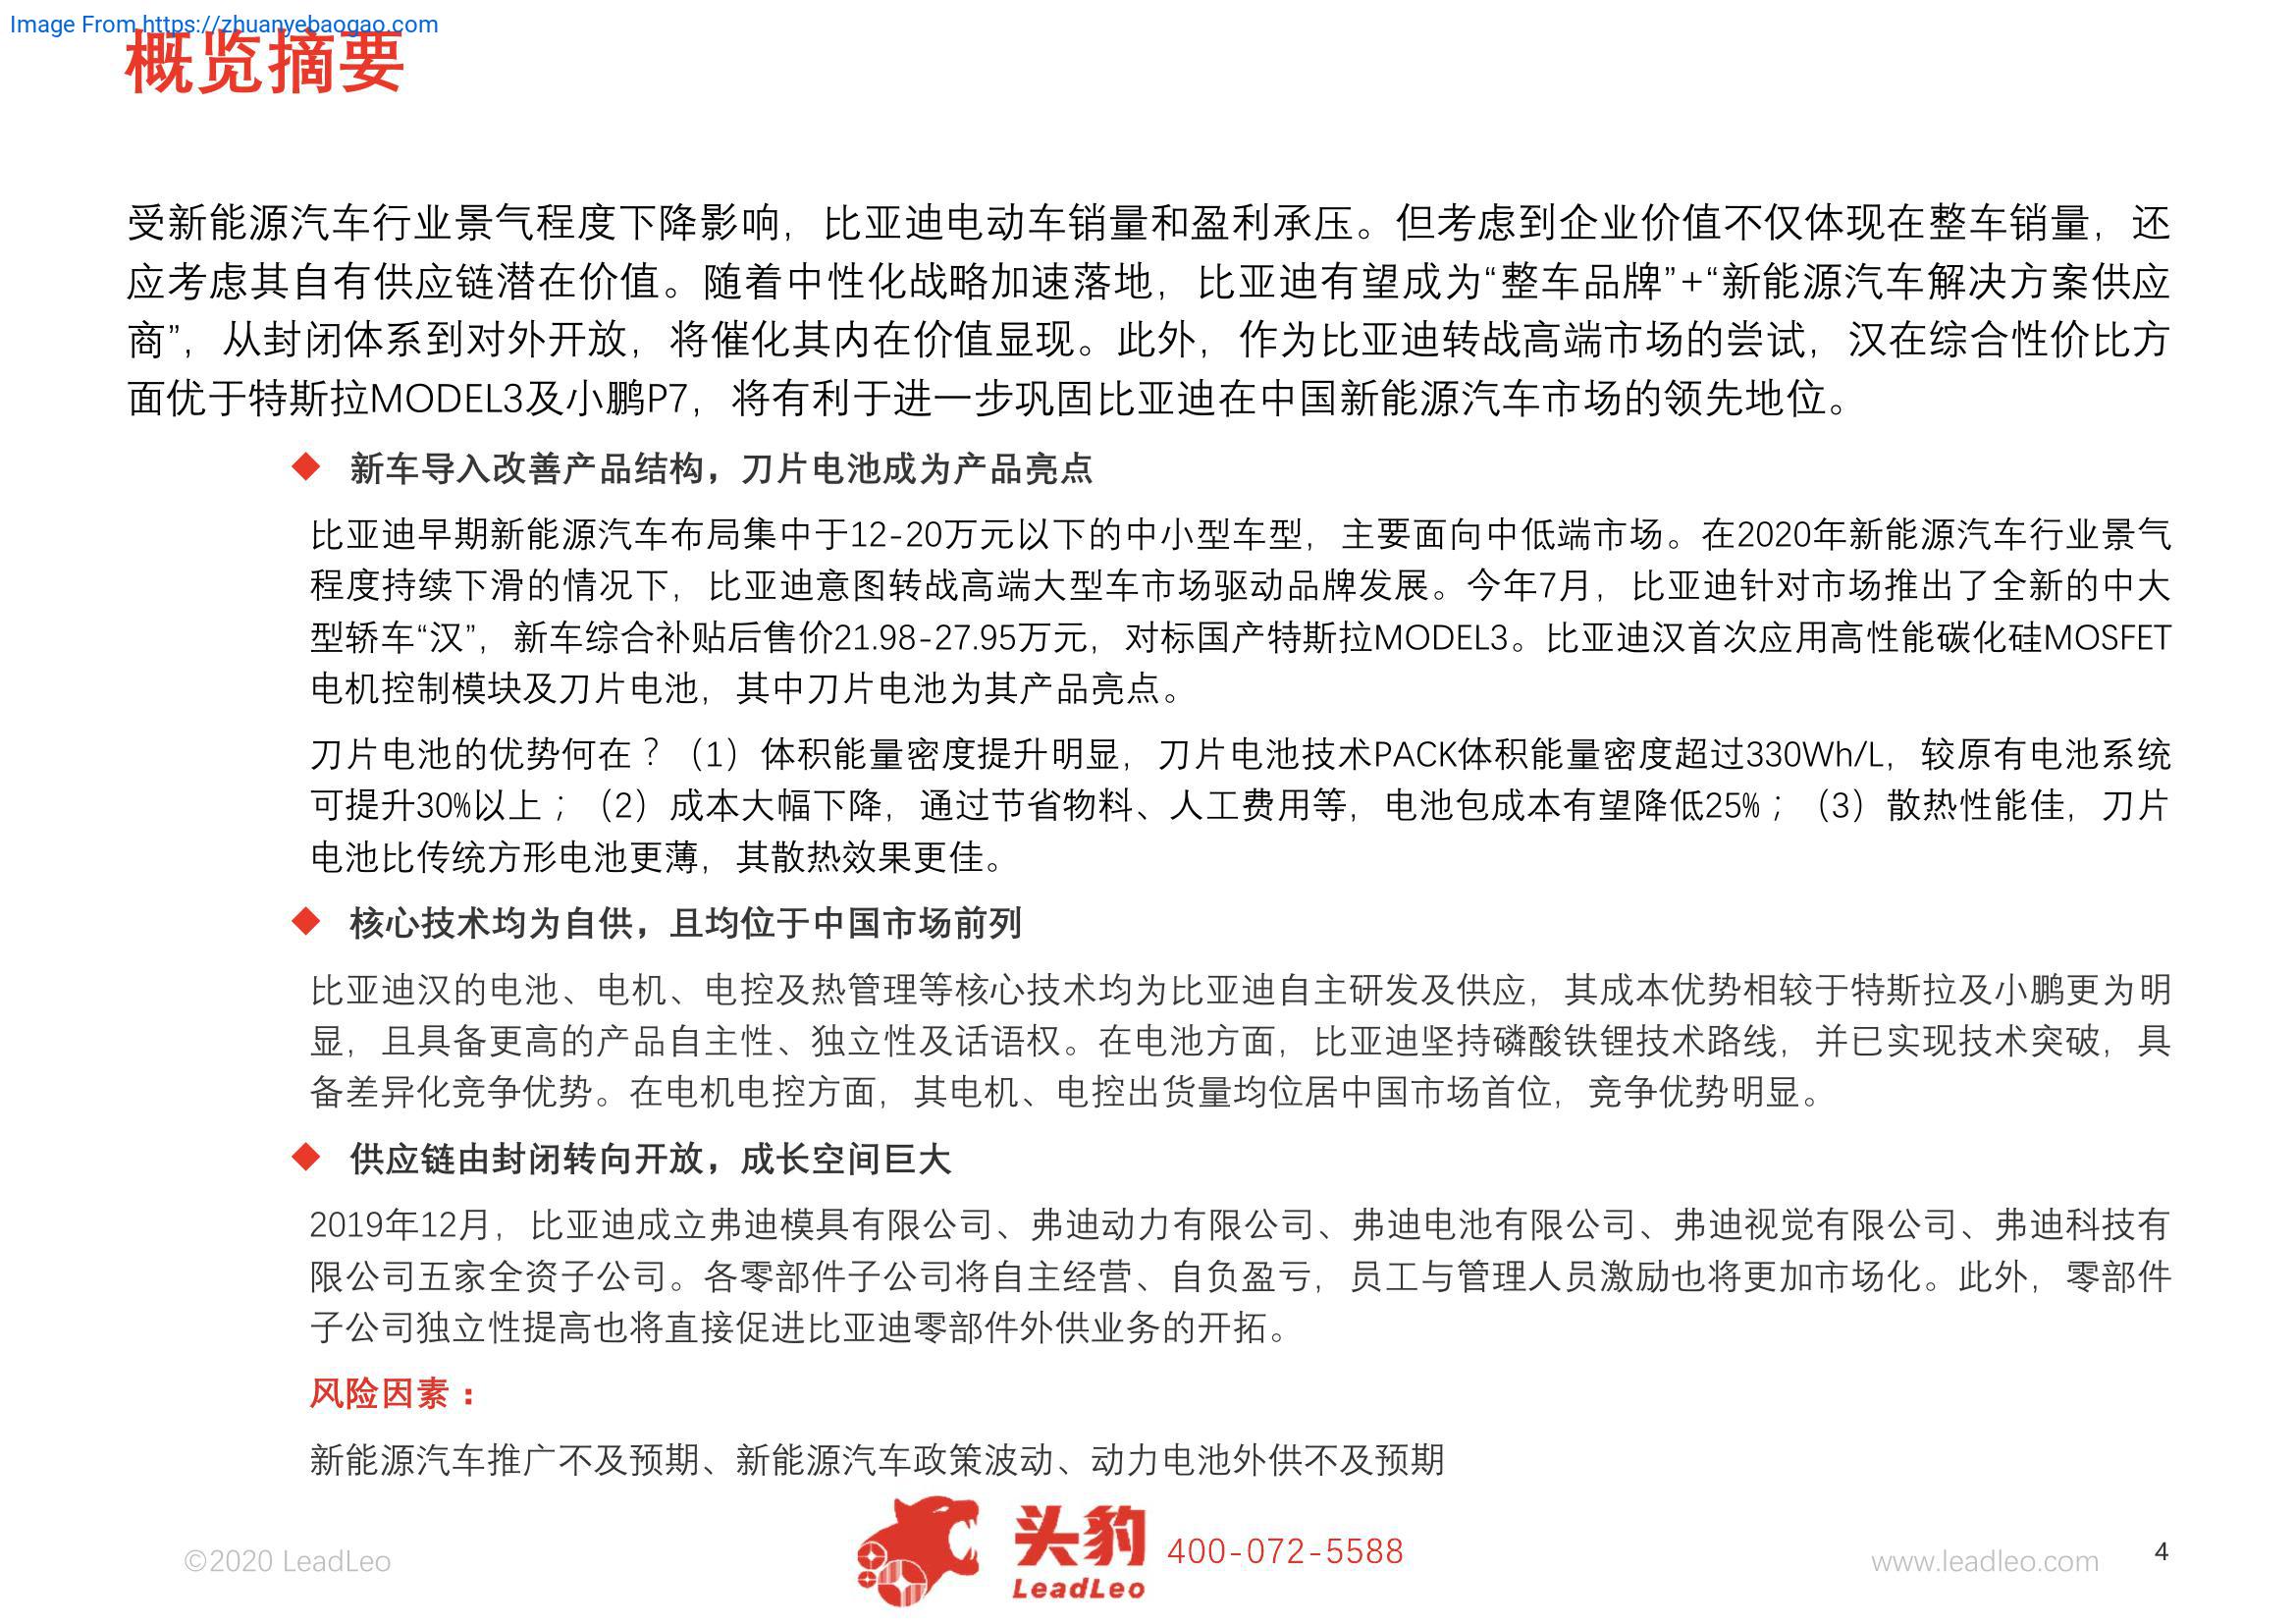 Image From https://zhuanyebaogao.com
概览摘要
受新能源汽车行业景气程度下降影响，比亚迪电动车销量和盈利承压。但考虑到企业价值不仅体现在整车销量，还
应考虑其自有供应链潜在价值。随着中性化战略加速落地，比亚迪有望成为“整车品牌”+“新能源汽车解决方案供应
商”，从封闭体系到对外开放，将催化其内在价值显现。此外，作为比亚迪转战高端市场的尝试，汉在综合性价比方
面优于特斯拉MODEL3及小鹏P7，将有利于进一步巩固比亚迪在中国新能源汽车市场的领先地位。
◆ 新车导入改善产品结构，刀片电池成为产品亮点
比亚迪早期新能源汽车布局集中于12-20万元以下的中小型车型，主要面向中低端市场。在2020年新能源汽车行业景气
程度持续下滑的情况下，比亚迪意图转战高端大型车市场驱动品牌发展。今年7月，比亚迪针对市场推出了全新的中大
型轿车“汉”，新车综合补贴后售价21.98-27.95万元，对标国产特斯拉MODEL3。比亚迪汉首次应用高性能碳化硅MOSFET
电机控制模块及刀片电池，其中刀片电池为其产品亮点。
刀片电池的优势何在？（1）体积能量密度提升明显，刀片电池技术PACK体积能量密度超过330Wh/L，较原有电池系统
可提升30%以上；（2）成本大幅下降，通过节省物料、人工费用等，电池包成本有望降低25%；（3）散热性能佳，刀片
电池比传统方形电池更薄，其散热效果更佳。
◆ 核心技术均为自供，且均位于中国市场前列
比亚迪汉的电池、电机、电控及热管理等核心技术均为比亚迪自主研发及供应，其成本优势相较于特斯拉及小鹏更为明
显，且具备更高的产品自主性、独立性及话语权。在电池方面，比亚迪坚持磷酸铁锂技术路线，并已实现技术突破，具
备差异化竞争优势。在电机电控方面，其电机、电控出货量均位居中国市场首位，竞争优势明显。
◆ 供应链由封闭转向开放，成长空间巨大
2019年12月，比亚迪成立弗迪模具有限公司、弗迪动力有限公司、弗迪电池有限公司、弗迪视觉有限公司、弗迪科技有
限公司五家全资子公司。各零部件子公司将自主经营、自负盈亏，员工与管理人员激励也将更加市场化。此外，零部件
子公司独立性提高也将直接促进比亚迪零部件外供业务的开拓。
风险因素：
新能源汽车推广不及预期、新能源汽车政策波动、动力电池外供不及预期
©2020 LeadLeo
头豹
LeadLeo
400-072-5588
www.leadleo.com
4